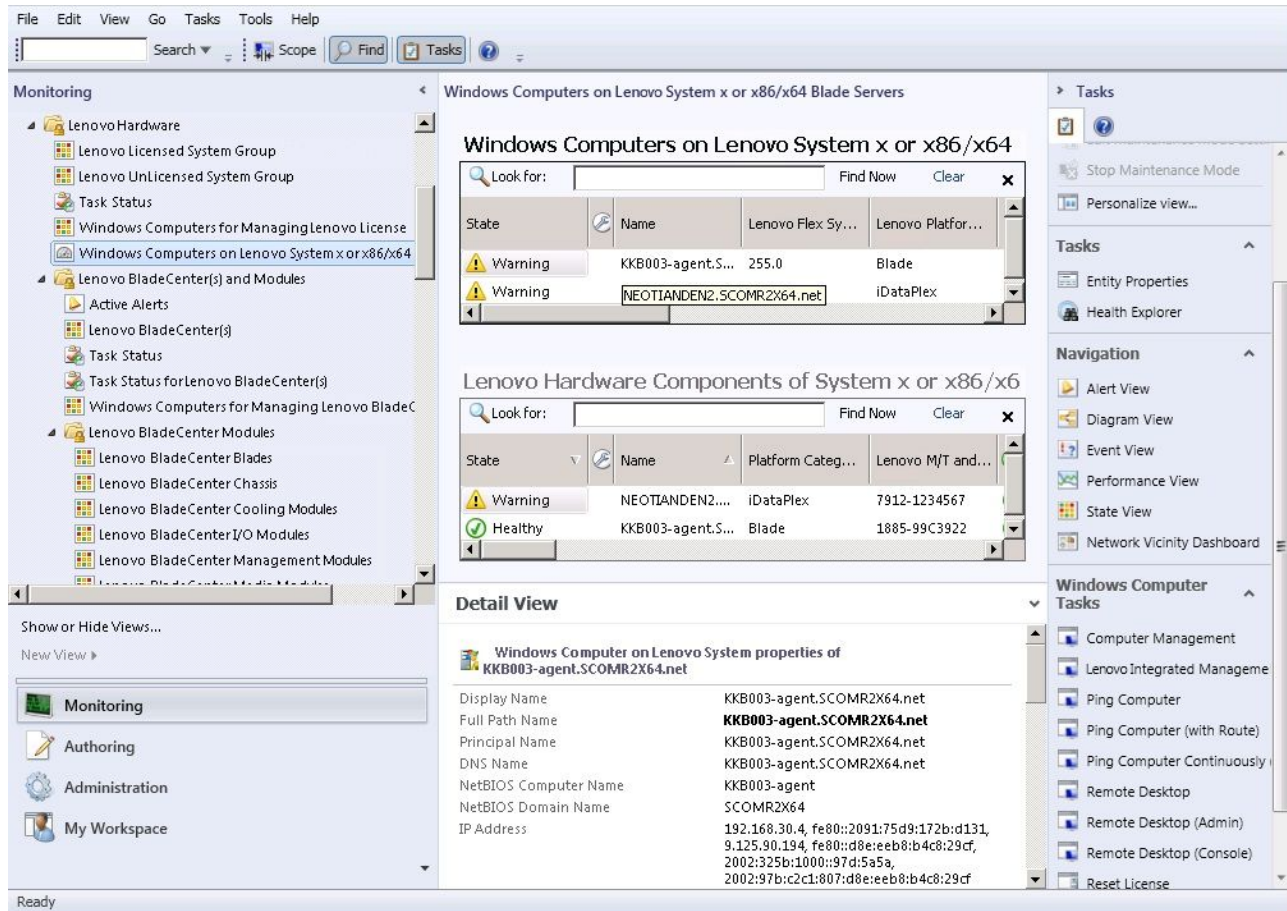 File Edit View Go Tasks Tools Help
Search Scope Find Tasks
Monitoring
Lenovo Hardware
Lenovo Licensed System Group
Lenovo UnLicensed System Group
Task Status
Windows Computers for Managing Lenovo License
Windows Computers on Lenovo System x or x86/x64
Lenovo BladeCenter(s) and Modules
Active Alerts
Lenovo BladeCenter(s)
Task Status
Task Status for Lenovo BladeCenter(s)
Windows Computers for Managing Lenovo BladeC
Lenovo BladeCenter Modules
Lenovo BladeCenter Blades
Lenovo BladeCenter Chassis
Lenovo BladeCenter Cooling Modules
Lenovo BladeCenter I/O Modules
Lenovo BladeCenter Management Modules
Show or Hide Views...
New View
Monitoring
Authoring
Administration
My Workspace
Windows Computers on Lenovo System x or x86/x64 Blade Servers
Windows Computers on Lenovo System x or x86/x64
Look for: Find Now Clear
State Name Lenovo Flex Sy... Lenovo Platfor...
Warning KKB003-agent.S... 255.0 Blade
Warning NEOTIANDEN2.SCOMR2X64.net iDataPlex
Lenovo Hardware Components of System x or x86/x6
Look for: Find Now Clear
State Name Platform Categ... Lenovo M/T and...
Warning NEOTIANDEN2.... iDataPlex 7912-1234567
Healthy KKB003-agent.S... Blade 1885-99C3922
Detail View
Windows Computer on Lenovo System properties of
KKB003-agent.SCOMR2X64.net
Display Name KKB003-agent.SCOMR2X64.net
Full Path Name KKB003-agent.SCOMR2X64.net
Principal Name KKB003-agent.SCOMR2X64.net
DNS Name KKB003-agent.SCOMR2X64.net
NetBIOS Computer Name KKB003-agent
NetBIOS Domain Name SCOMR2X64
IP Address 192.168.30.4, fe80::2091:75d9:172b:d131,
9.125.90.194, fe80::d8e:eeb8:b4c8:29cf,
2002:325b:1000::97d:5a5a,
2002:97b:c2c1:807:d8e:eeb8:b4c8:29cf
Tasks
Stop Maintenance Mode
Personalize view...
Tasks
Entity Properties
Health Explorer
Navigation
Alert View
Diagram View
Event View
Performance View
State View
Network Vicinity Dashboard
Windows Computer
Tasks
Computer Management
Lenovo Integrated Manageme
Ping Computer
Ping Computer (with Route)
Ping Computer Continuously (
Remote Desktop
Remote Desktop (Admin)
Remote Desktop (Console)
Reset License
Ready